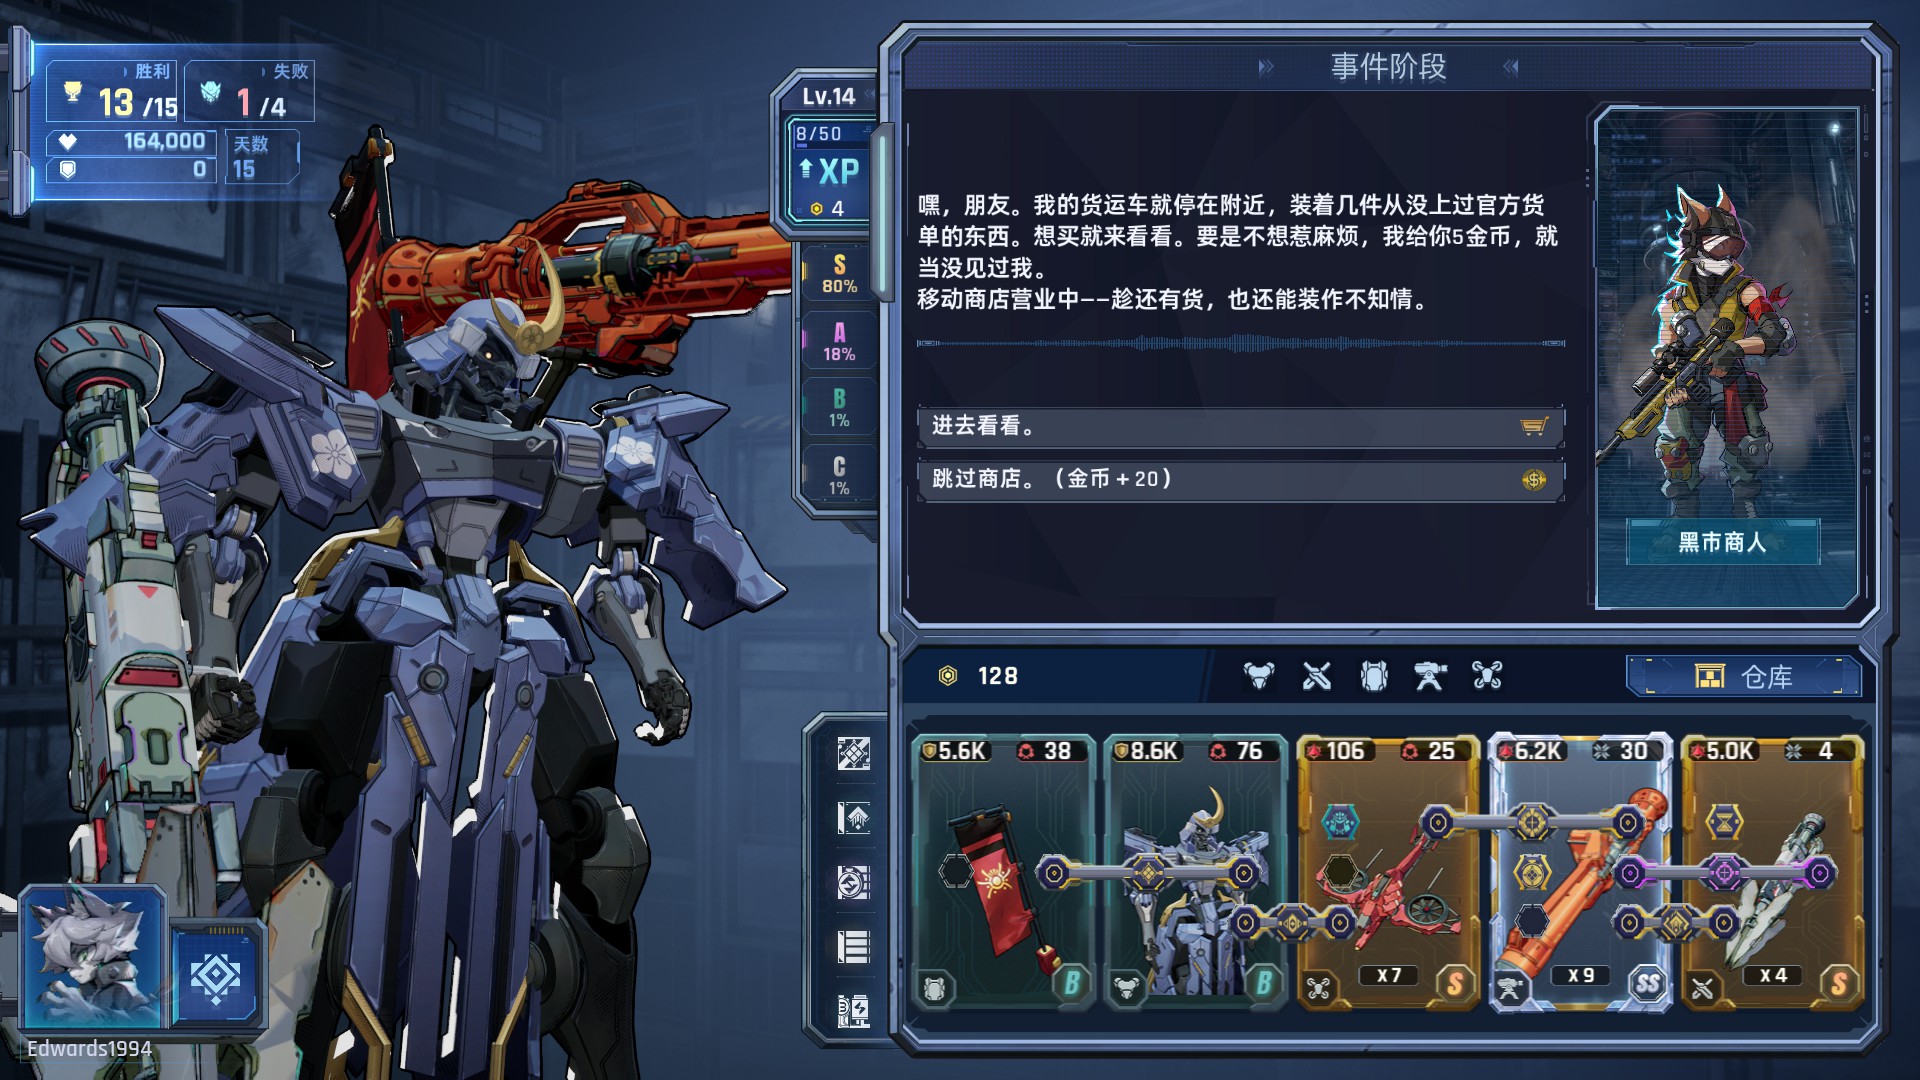 胜利
13 /15
失败
1 /4
164,000
0
天数
15
Lv.14
8/50
XP
4
S
80%
A
18%
B
1%
C
1%
事件阶段
嘿，朋友。我的货运车就停在附近，装着几件从没上过官方货
单的东西。想买就来看看。要是不想惹麻烦，我给你5金币，就
当没见过我。
移动商店营业中——趁还有货，也还能装作不知情。
进去看看。
跳过商店。（金币+20）
黑市商人
128
仓库
5.6K 38
B
8.6K 76
B
106 25
x7
S
6.2K 30
x9
SS
5.0K 4
x4
S
Edwards1994